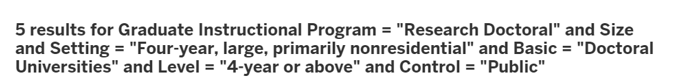 5 results for Graduate Instructional Program = "Research Doctoral" and Size
and Setting = "Four-year, large, primarily nonresidential" and Basic = "Doctoral
Universities" and Level = "4-year or above" and Control = "Public"